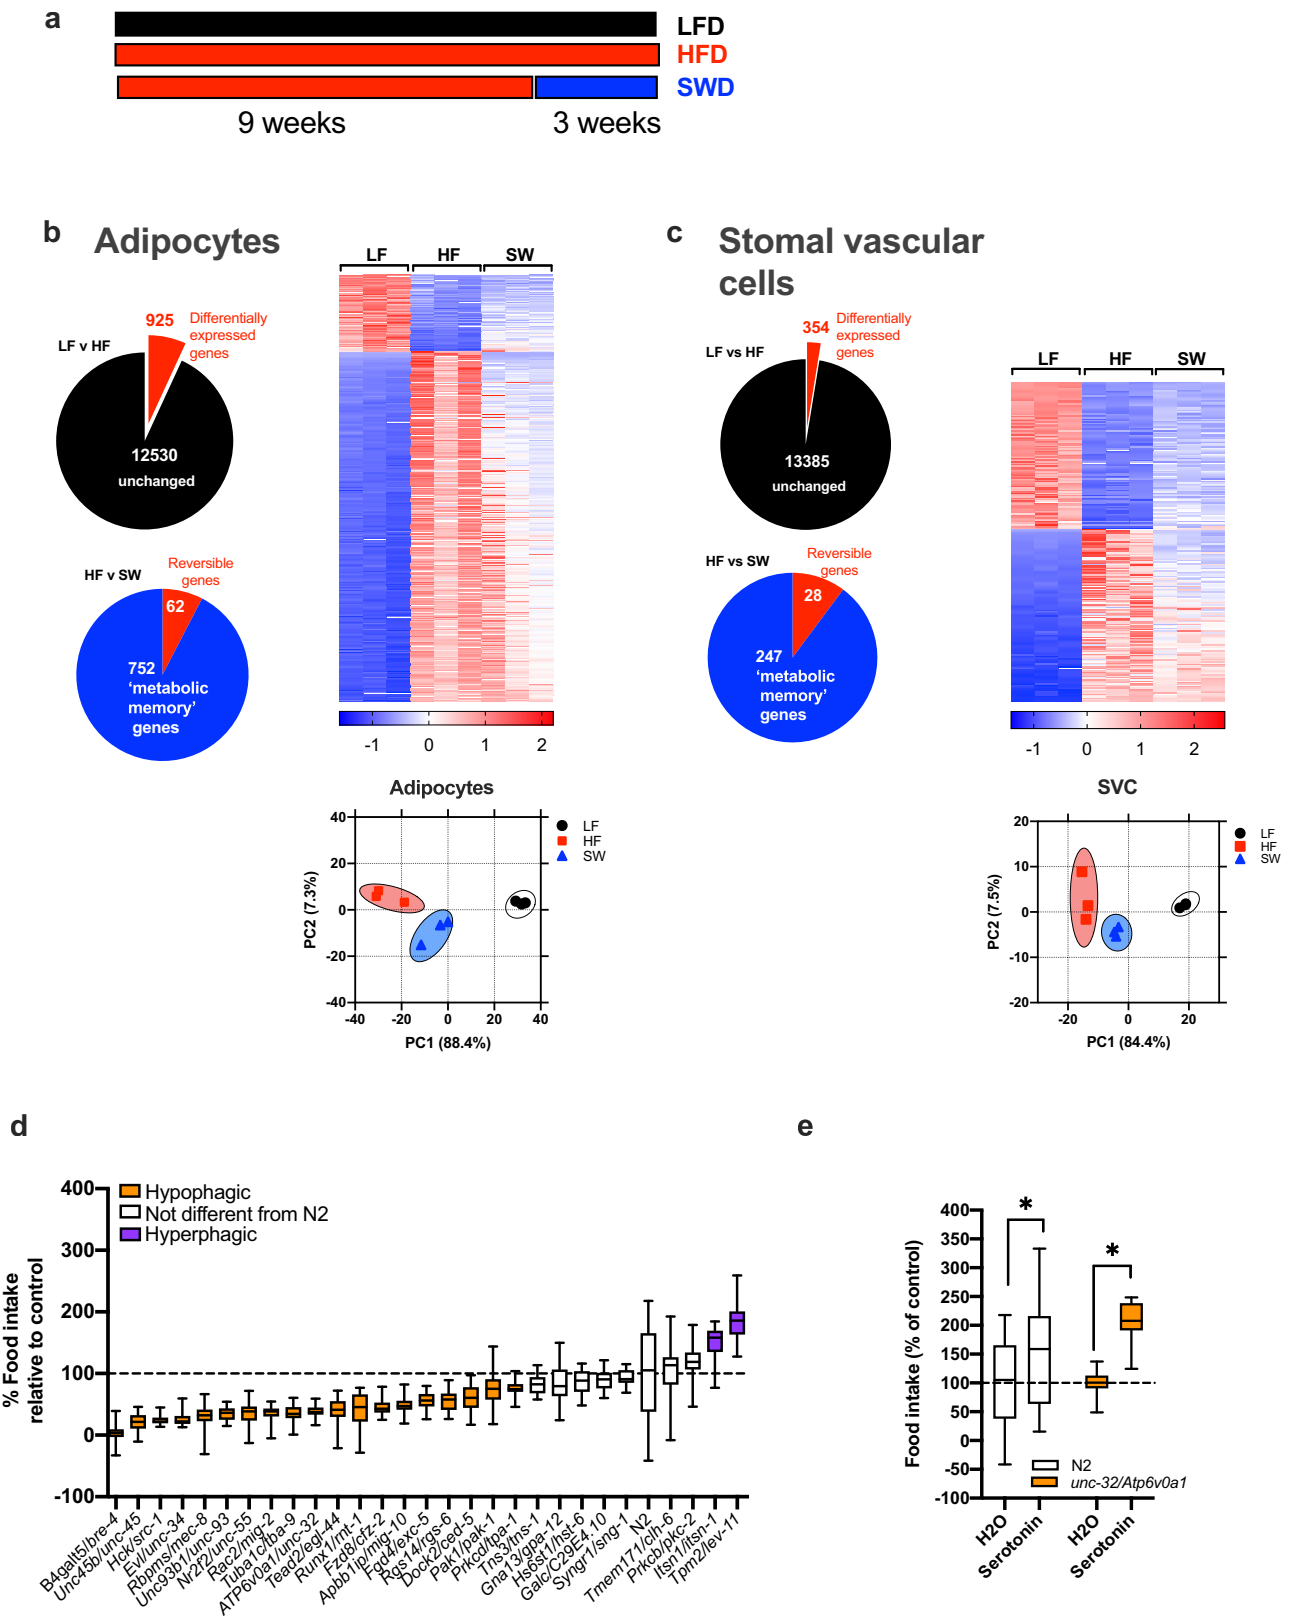 a
LFD
HFD
SWD
9 weeks
3 weeks
b
Adipocytes
LF
HF
SW
925
Differentially
expressed
genes
LF v HF
12530
unchanged
HF v SW
Reversible
genes
62
752
‘metabolic
memory’
genes
-1
0
1
2
Adipocytes
40
20
0
-20
-40
-40
-20
0
20
40
PC2 (7.3%)
PC1 (88.4%)
LF
HF
SW
c
Stomal vascular
cells
354
Differentially
expressed
genes
LF vs HF
13385
unchanged
LF
HF
SW
HF vs SW
Reversible
genes
28
247
‘metabolic
memory’
genes
-1
0
1
2
SVC
20
10
0
-10
-20
-20
0
20
PC2 (7.5%)
PC1 (84.4%)
LF
HF
SW
d
% Food intake
relative to control
400
300
200
100
0
-100
Hypophagic
Not different from N2
Hyperphagic
B4galt5/bre-4
Unc45b/unc-45
Hck/src-1
Evl/unc-34
Rbpms/mec-8
Unc93b1/unc-93
Nr2f2/unc-55
Rac2/mig-2
Tuba1c/tba-9
ATP6v0a1/unc-32
Tead2/egl-44
Runx1/rnt-1
Fzd8/cfz-2
Apbb1ip/mig-10
Fgd4/exc-5
Rgs14/rgs-6
Dock2/ced-5
Pak1/pak-1
Prkcd/tpa-1
Tns3/tns-1
Gna13/gpa-12
Hs6st1/hst-6
Galc/C29E4.10
Syngr1/sng-1
N2
Tmem171/clh-6
Prkcb/pkc-2
Itsn1/itsn-1
Tpm2/lev-11
e
Food intake (% of control)
400
350
300
250
200
150
100
50
0
-50
-100
*
*
N2
unc-32/Atp6v0a1
H2O
Serotonin
H2O
Serotonin